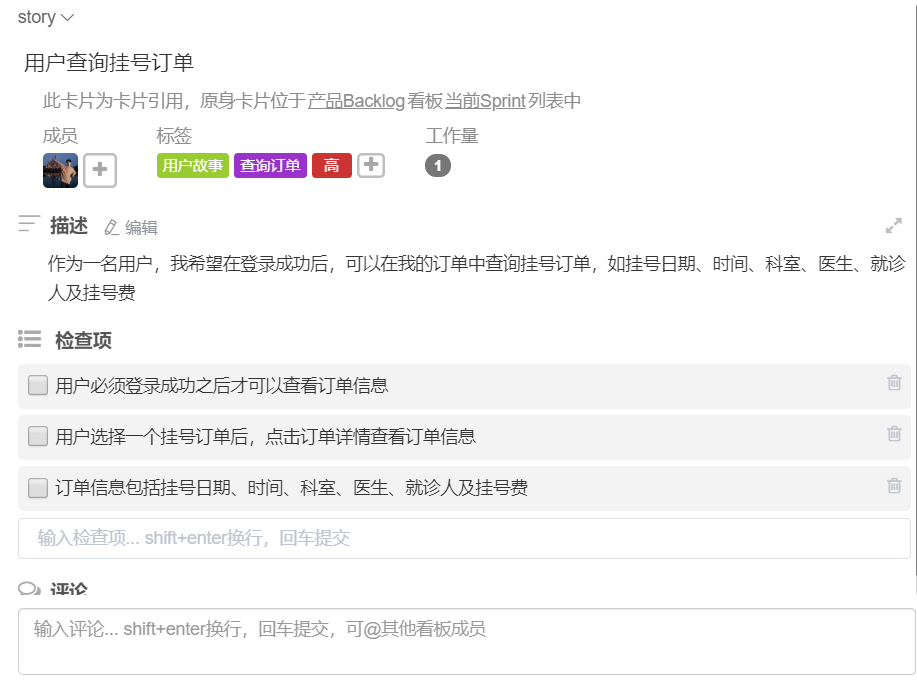 story
用户查询挂号订单
此卡片为卡片引用，原身卡片位于产品Backlog看板当前Sprint列表中
成员 标签 工作量
用户故事 查询订单 高 1
描述 编辑
作为一名用户，我希望在登录成功后，可以在我的订单中查询挂号订单，如挂号日期、时间、科室、医生、就诊
人及挂号费
检查项
用户必须登录成功之后才可以查看订单信息
用户选择一个挂号订单后，点击订单详情查看订单信息
订单信息包括挂号日期、时间、科室、医生、就诊人及挂号费
输入检查项... shift+enter换行，回车提交
评论
输入评论... shift+enter换行，回车提交，可@其他看板成员